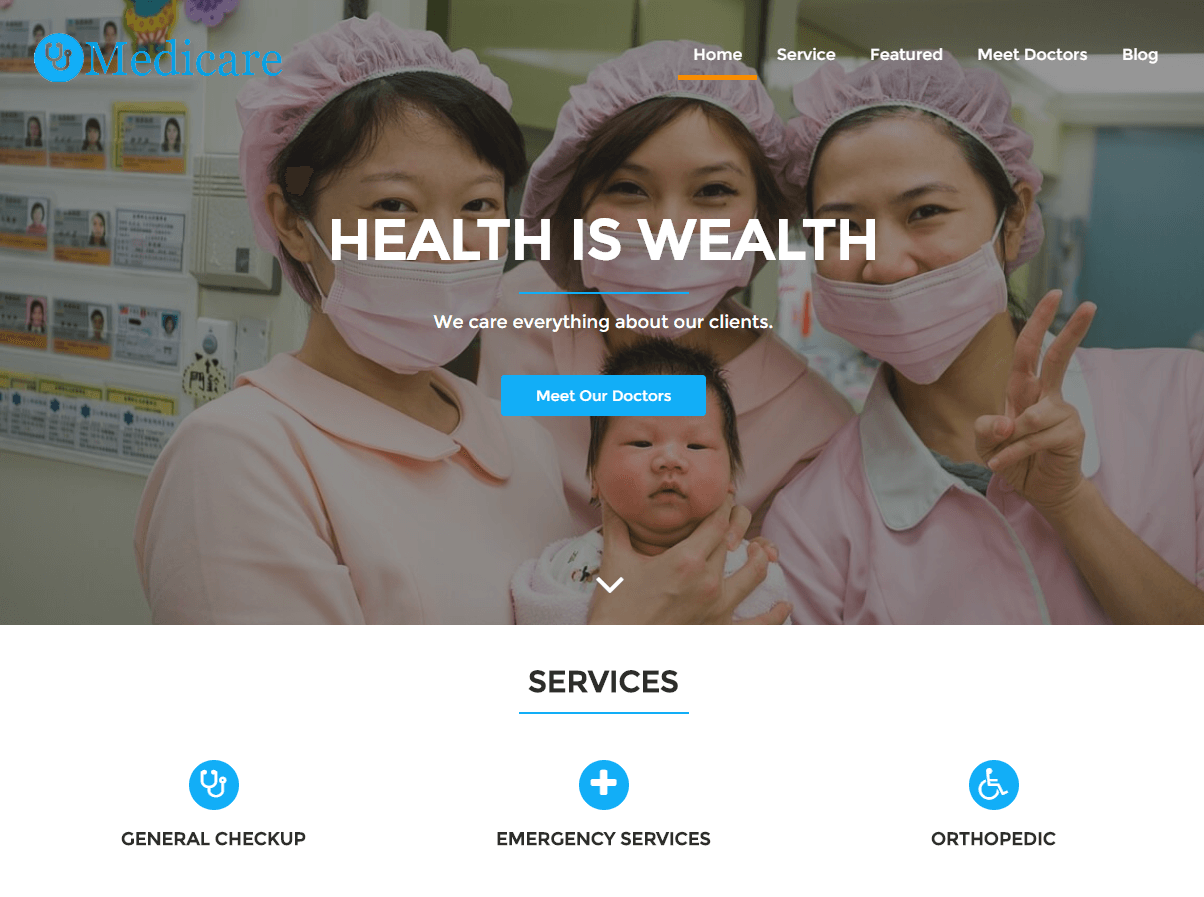 Medicare
Home Service Featured Meet Doctors Blog
HEALTH IS WEALTH
We care everything about our clients.
Meet Our Doctors
SERVICES
GENERAL CHECKUP EMERGENCY SERVICES ORTHOPEDIC